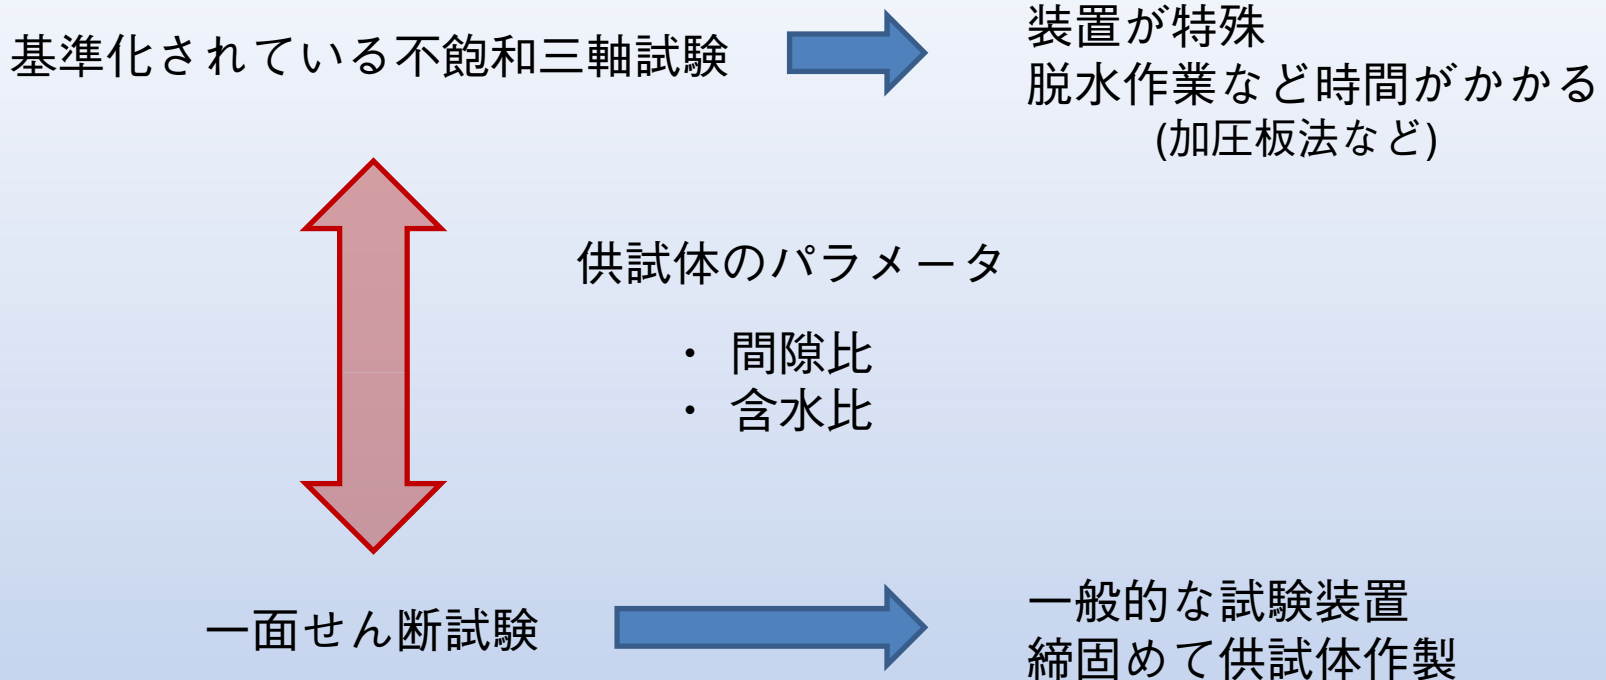 基準化されている不飽和三軸試験
装置が特殊
脱水作業など時間がかかる
(加圧板法など)
供試体のパラメータ
・ 間隙比
・ 含水比
一面せん断試験
一般的な試験装置
締固めて供試体作製